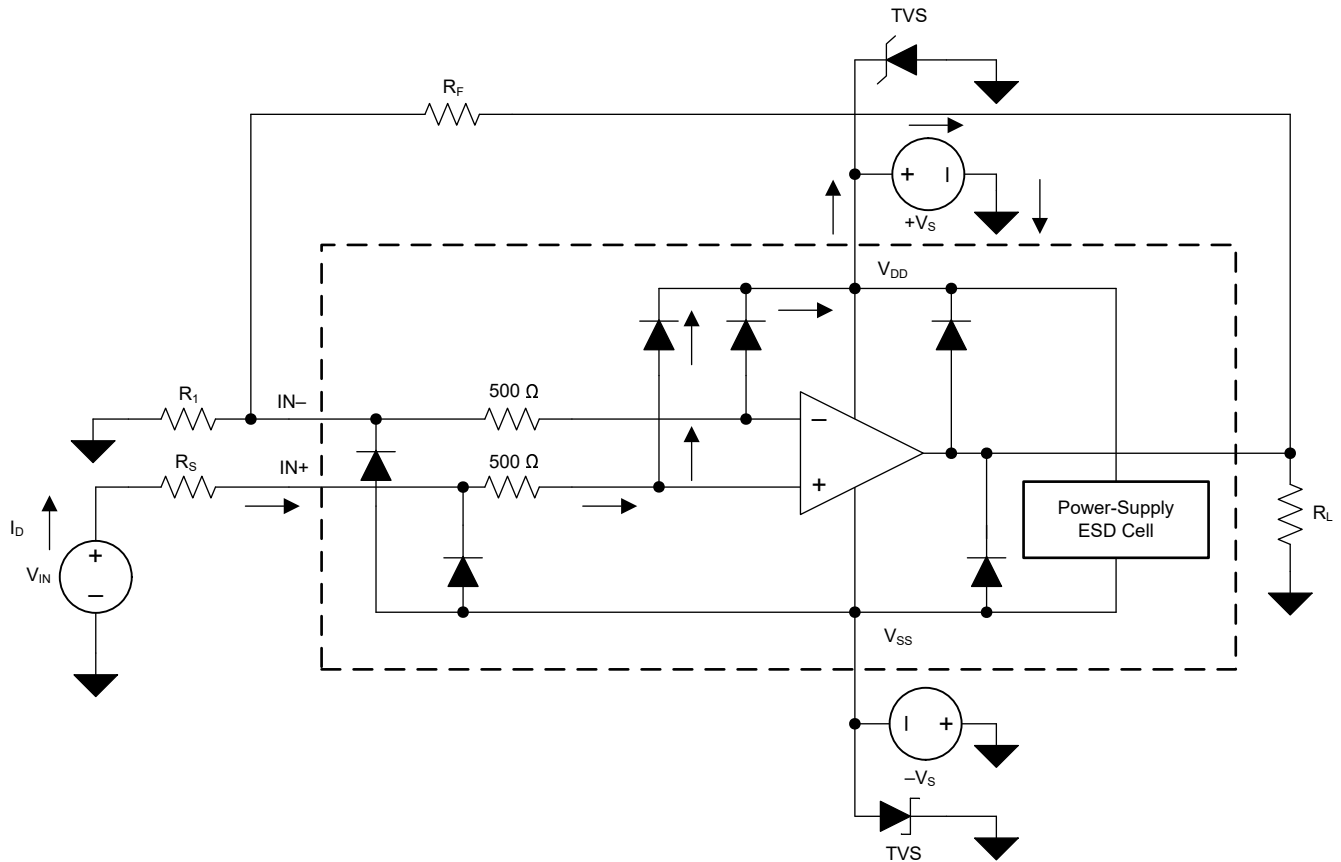 TVS
R_F
+ –
+V_S
V_DD
R_1
IN–
500 Ω
–
R_S
IN+
500 Ω
+
I_D
V_IN
+
–
Power-Supply
ESD Cell
R_L
V_SS
– +
–V_S
TVS